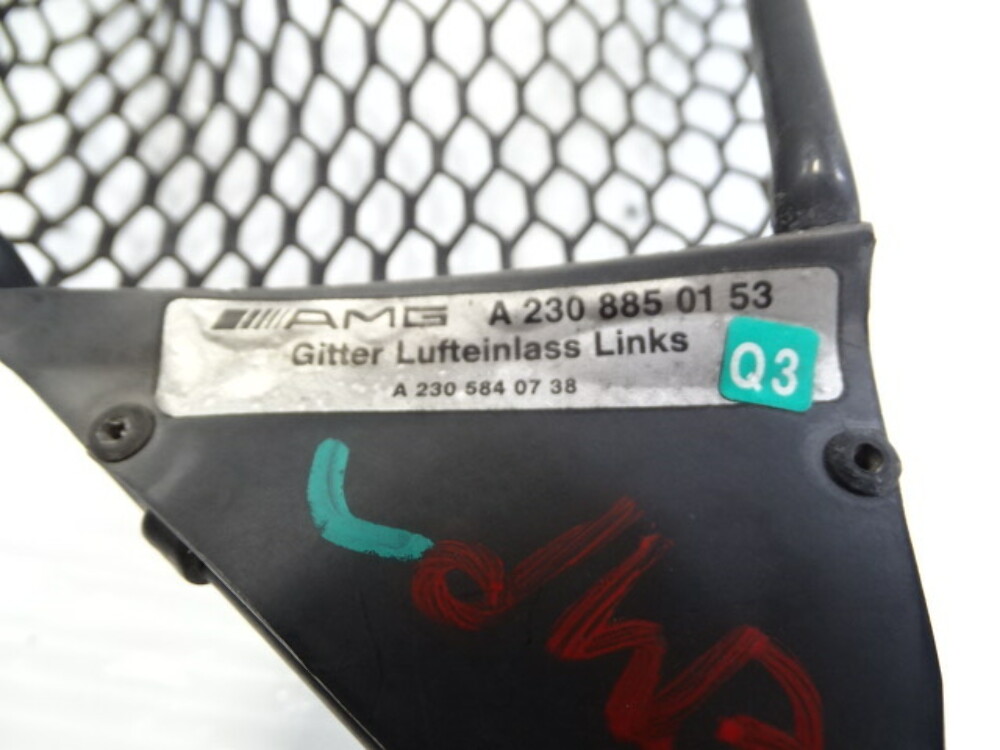 AMG A 230 885 01 53
Gitter Lufteinlass Links
A 230 584 07 38
Q3